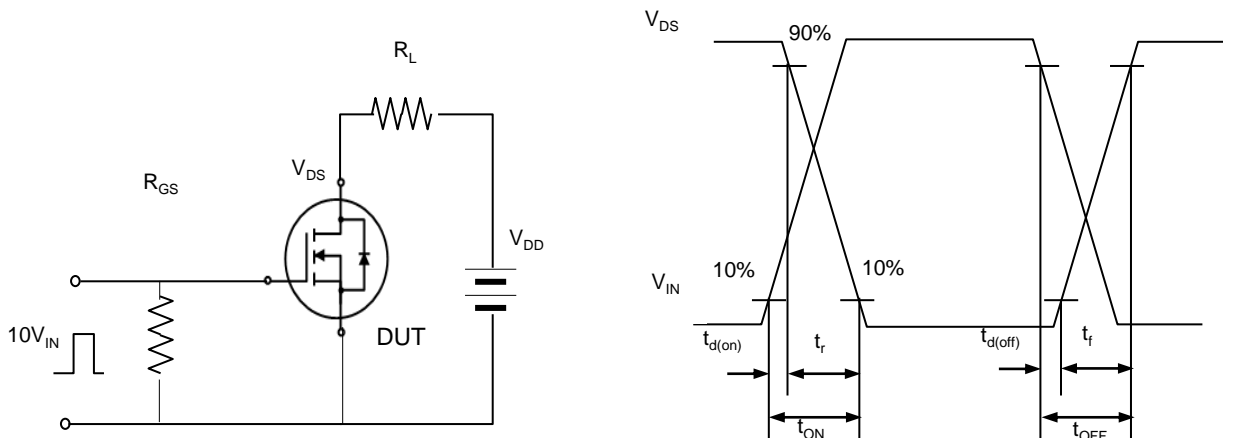 R_L
R_GS
V_DS
V_DD
10V_IN
DUT
V_DS
90%
10%
10%
V_IN
t_d(on)
t_r
t_d(off)
t_f
t_ON
t_OFF